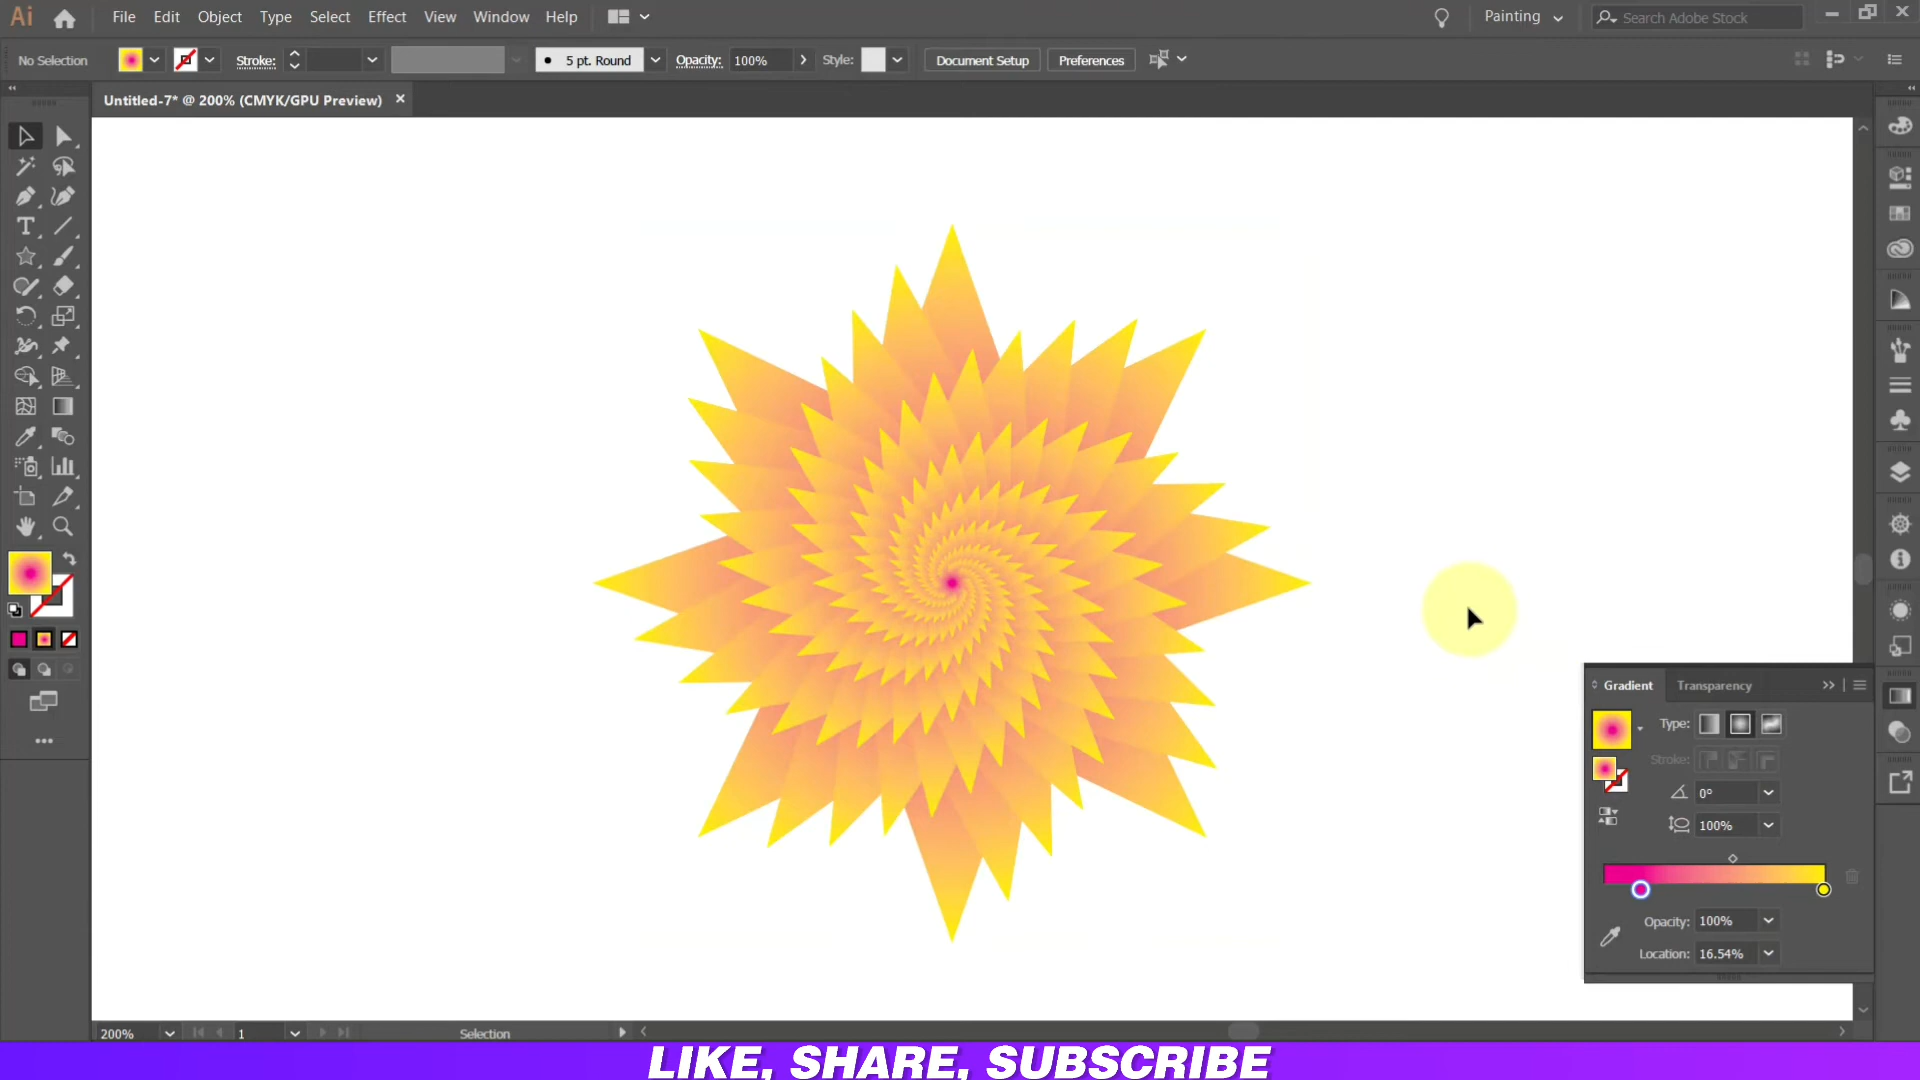 Ai File Edit Object Type Select Effect View Window Help Painting Search Adobe Stock
No Selection Stroke: 5 pt. Round Opacity: 100% Style: Document Setup Preferences
Untitled-7* @ 200% (CMYK/GPU Preview)
Gradient Transparency
Type:
Stroke:
0°
100%
Opacity: 100%
Location: 16.54%
200% 1 Selection
LIKE, SHARE, SUBSCRIBE